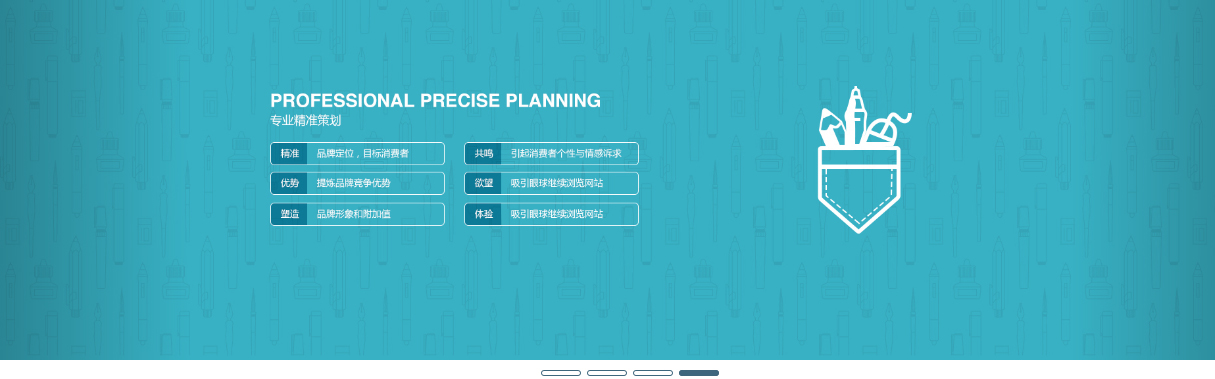 PROFESSIONAL PRECISE PLANNING
专业精准策划
精准 品牌定位，目标消费者
共鸣 引起消费者个性与情感诉求
优势 提炼品牌竞争优势
欲望 吸引眼球继续浏览网站
塑造 品牌形象和附加值
体验 吸引眼球继续浏览网站